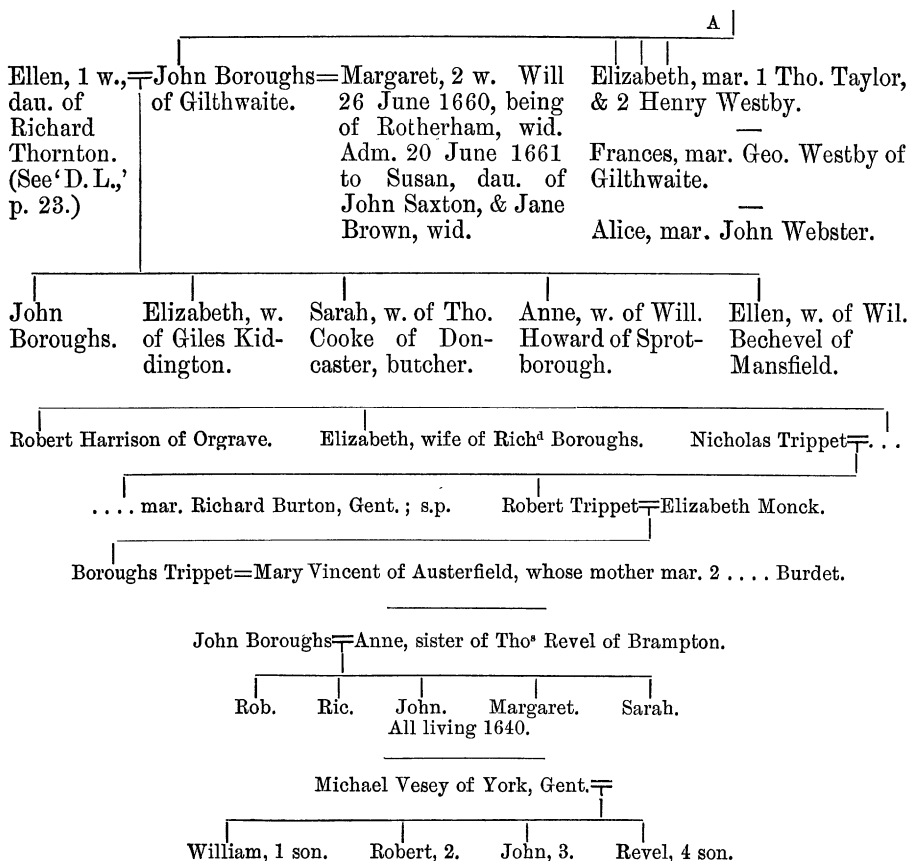 A
Ellen, 1 w.,
dau. of
Richard
Thornton.
(See 'D. L.,'
p. 23.)
=John Boroughs=
of Gilthwaite.
Margaret, 2 w. Will
26 June 1660, being
of Rotherham, wid.
Adm. 20 June 1661
to Susan, dau. of
John Saxton, & Jane
Brown, wid.
Elizabeth, mar. 1 Tho. Taylor,
& 2 Henry Westby.
—
Frances, mar. Geo. Westby of
Gilthwaite.
—
Alice, mar. John Webster.
John
Boroughs.
Elizabeth, w.
of Giles Kid-
dington.
Sarah, w. of Tho.
Cooke of Don-
caster, butcher.
Anne, w. of Will.
Howard of Sprot-
borough.
Ellen, w. of Wil.
Bechevel of
Mansfield.
Robert Harrison of Orgrave. Elizabeth, wife of Richᵈ Boroughs. Nicholas Trippet=. . .
. . . . mar. Richard Burton, Gent. ; s.p. Robert Trippet=Elizabeth Monck.
Boroughs Trippet=Mary Vincent of Austerfield, whose mother mar. 2 . . . . Burdet.
John Boroughs=Anne, sister of Thoˢ Revel of Brampton.
Rob. Ric. John. Margaret. Sarah.
All living 1640.
Michael Vesey of York, Gent.=
William, 1 son. Robert, 2. John, 3. Revel, 4 son.